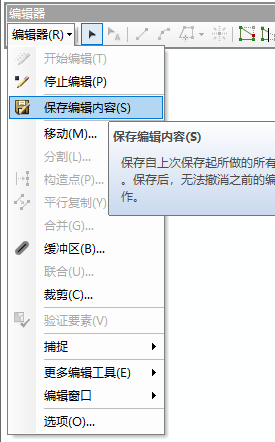 编辑器
编辑器(R)
开始编辑(T)
停止编辑(P)
保存编辑内容(S)
移动(M)...
分割(L)...
构造点(P)...
平行复制(Y)
合并(G)...
缓冲区(B)...
联合(U)...
裁剪(C)...
验证要素(V)
捕捉
更多编辑工具(E)
编辑窗口
选项(O)...
保存编辑内容(S)
保存自上次保存起所做的所有
。保存后，无法撤消之前的编
作。